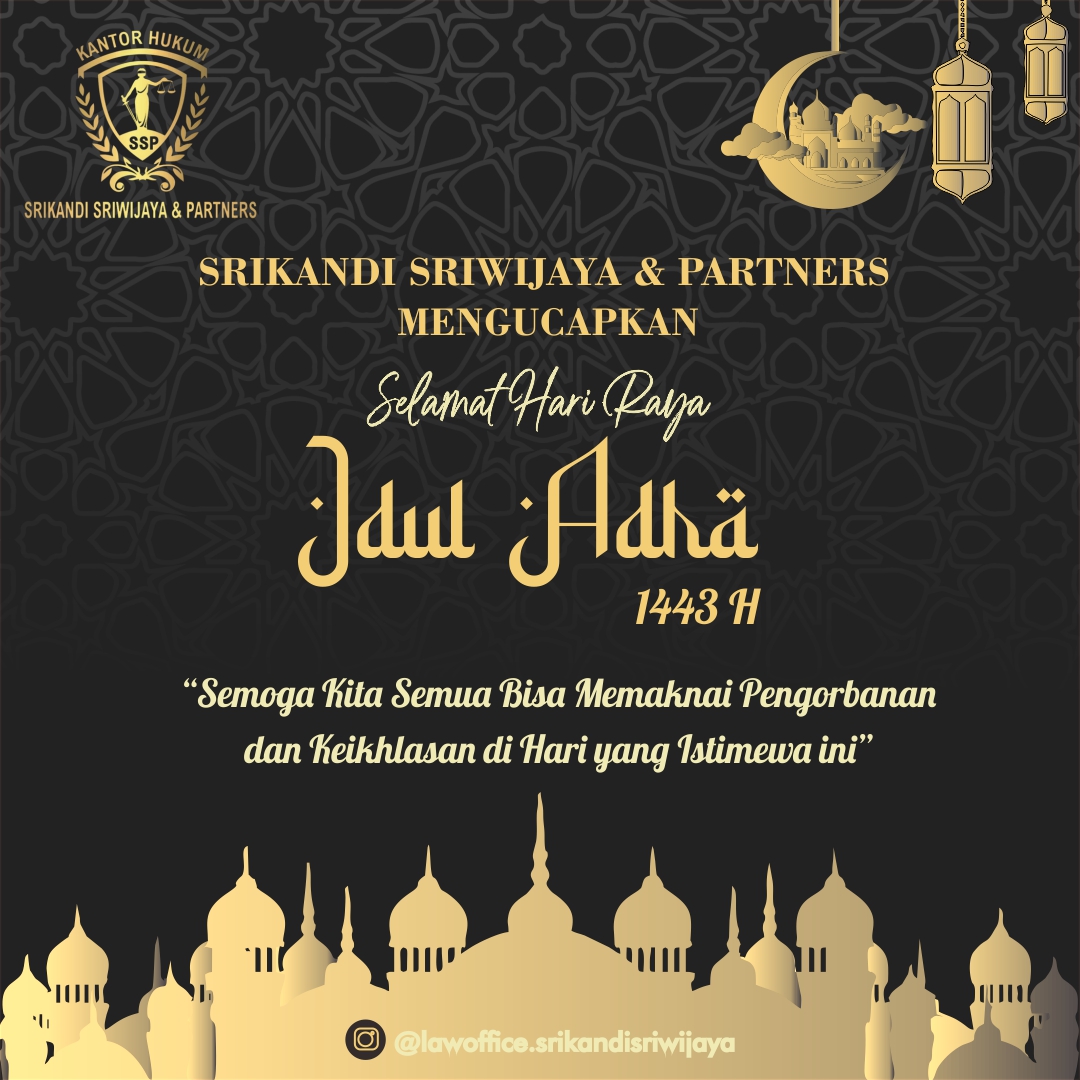 KANTOR HUKUM
SSP
SRIKANDI SRIWIJAYA & PARTNERS
SRIKANDI SRIWIJAYA & PARTNERS
MENGUCAPKAN
Selamat Hari Raya
Idul Adha
1443 H
“Semoga Kita Semua Bisa Memaknai Pengorbanan
dan Keikhlasan di Hari yang Istimewa ini”
@lawoffice.srikandisriwijaya